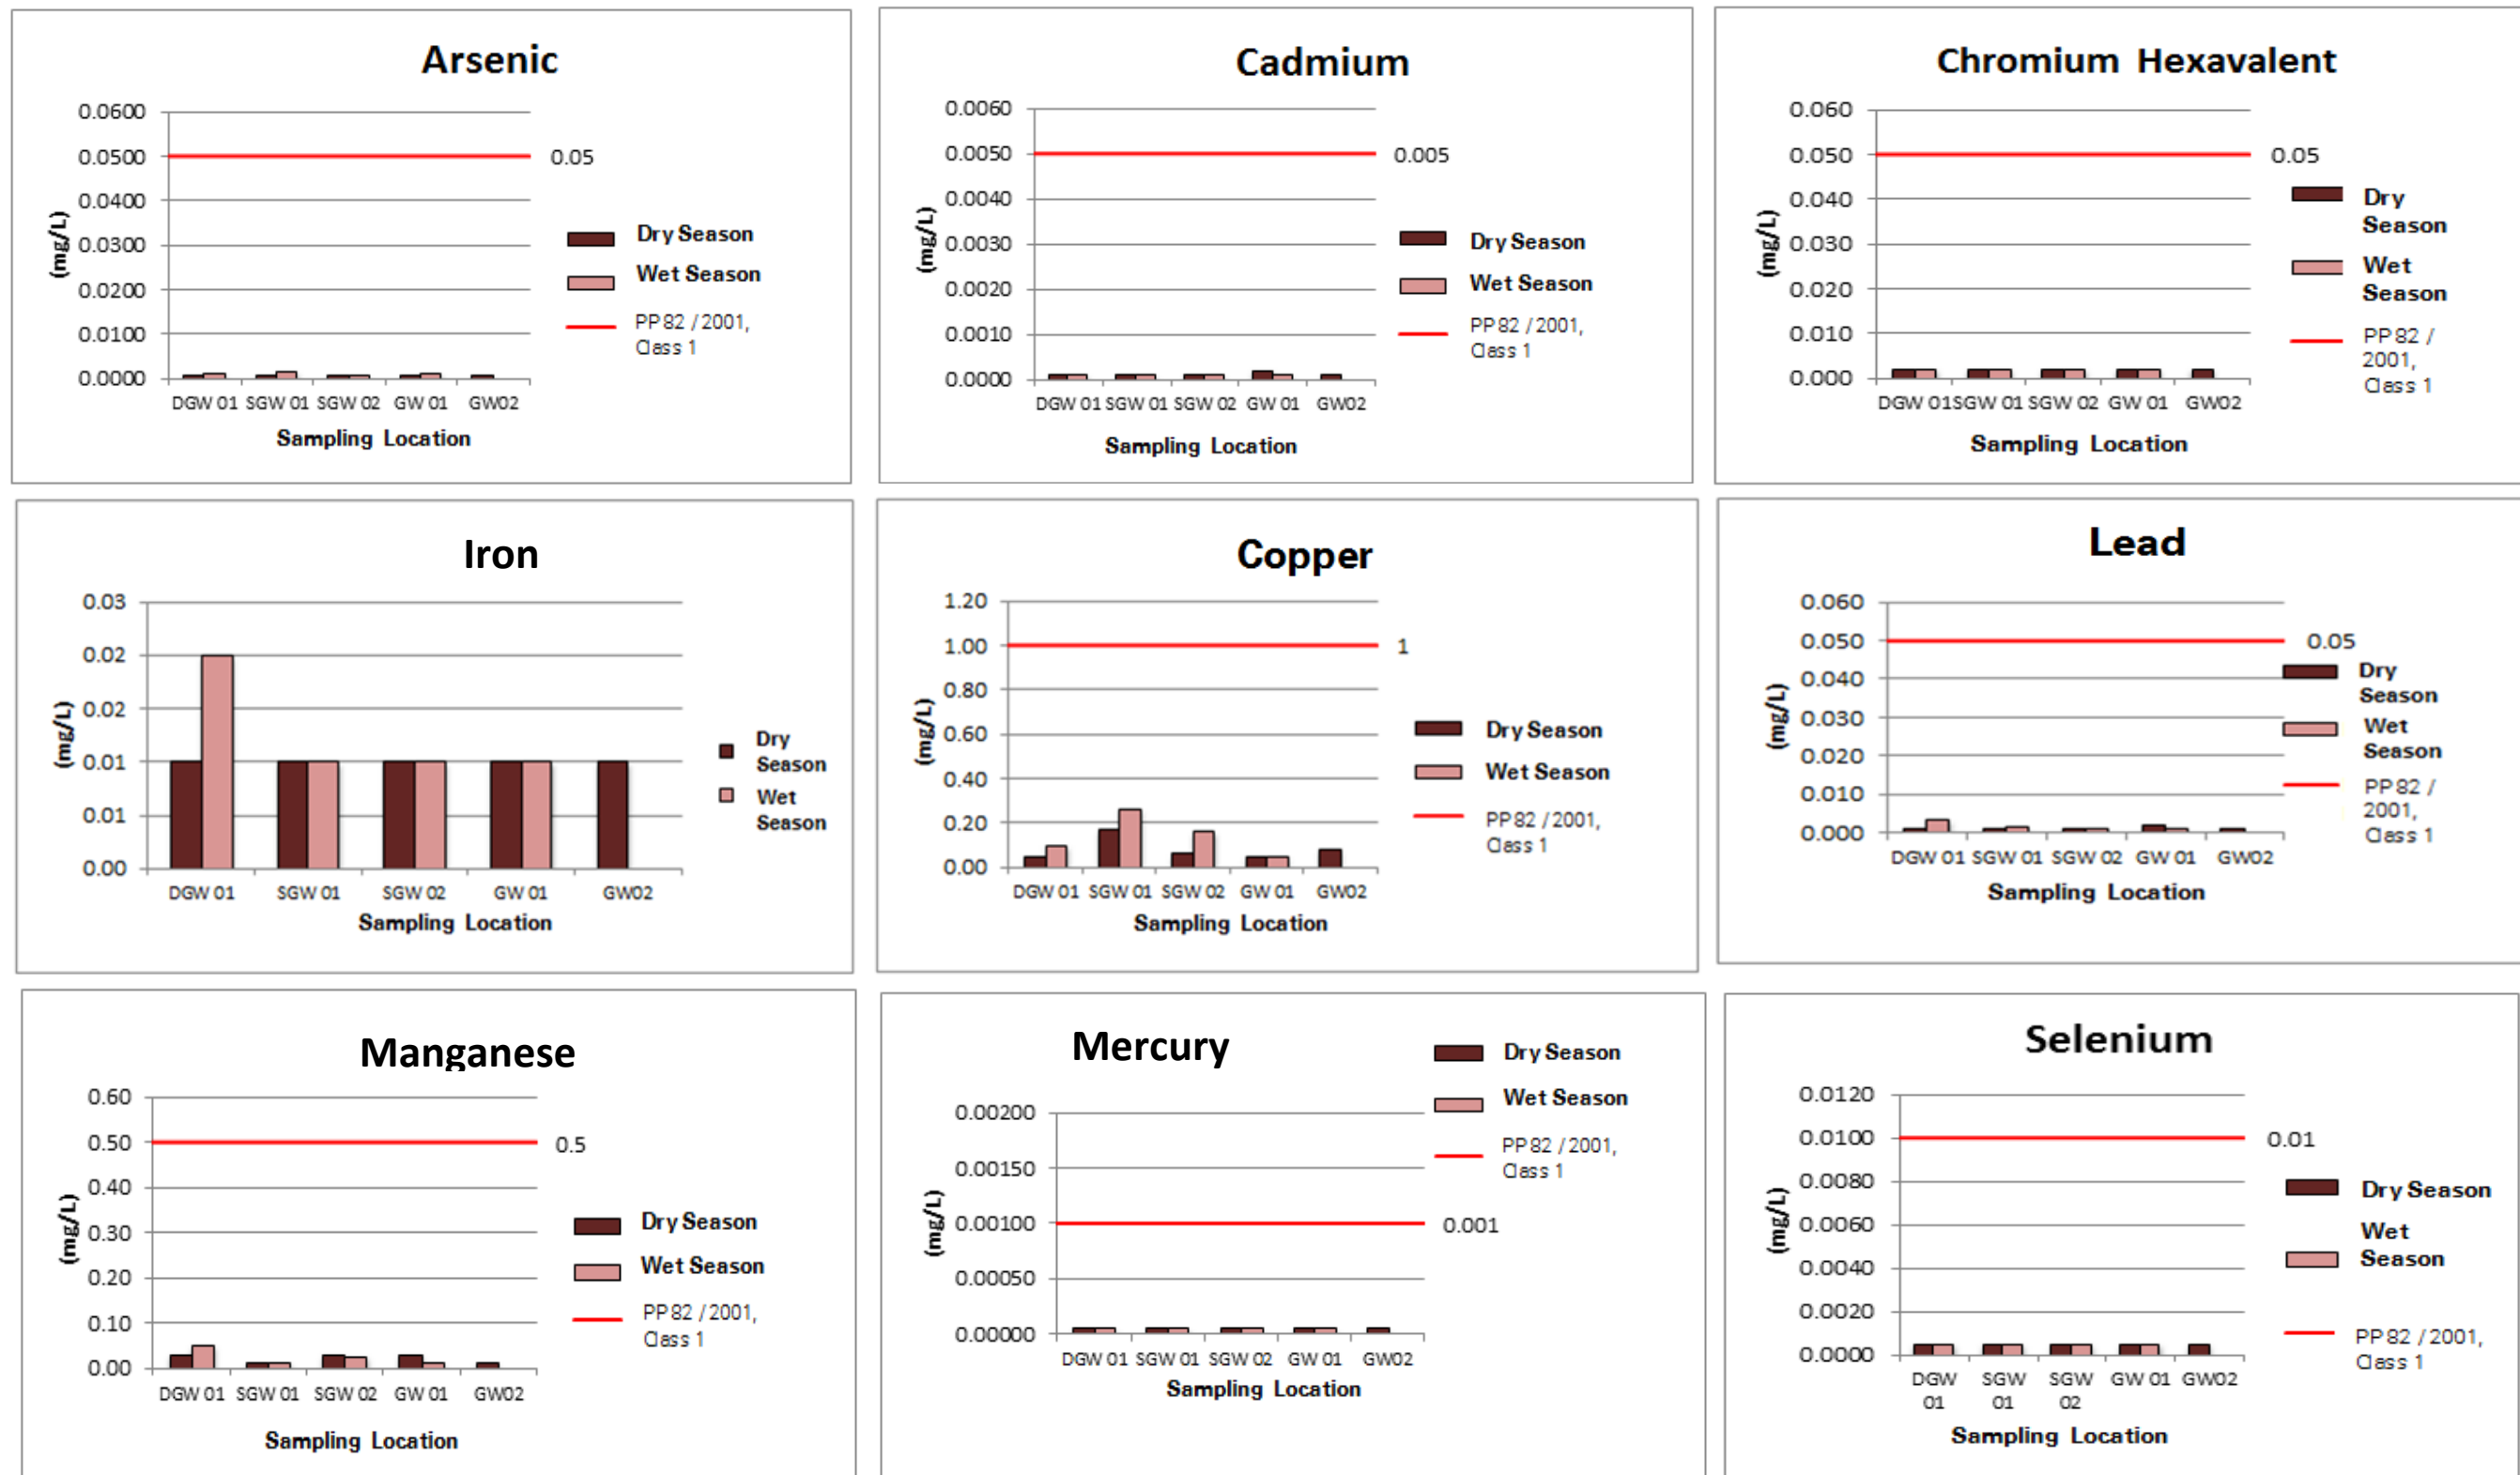 Arsenic
0.0600
0.0500
0.0400
0.0300
0.0200
0.0100
0.0000
(mg/L)
0.05
Dry Season
Wet Season
PP 82 / 2001,
Class 1
DGW 01 SGW 01 SGW 02 GW 01 GW02
Sampling Location
Cadmium
0.0060
0.0050
0.0040
0.0030
0.0020
0.0010
0.0000
(mg/L)
0.005
Dry Season
Wet Season
PP 82 / 2001,
Class 1
DGW 01 SGW 01 SGW 02 GW 01 GW02
Sampling Location
Chromium Hexavalent
0.060
0.050
0.040
0.030
0.020
0.010
0.000
(mg/L)
0.05
Dry
Season
Wet
Season
PP 82 /
2001,
Class 1
DGW 01 SGW 01 SGW 02 GW 01 GW02
Sampling Location
Iron
0.03
0.02
0.02
0.01
0.01
0.00
(mg/L)
Dry
Season
Wet
Season
DGW 01 SGW 01 SGW 02 GW 01 GW02
Sampling Location
Copper
1.20
1.00
0.80
0.60
0.40
0.20
0.00
(mg/L)
1
Dry Season
Wet Season
PP 82 / 2001,
Class 1
DGW 01 SGW 01 SGW 02 GW 01 GW02
Sampling Location
Lead
0.060
0.050
0.040
0.030
0.020
0.010
0.000
(mg/L)
0.05
Dry
Season
Wet
Season
PP 82 /
2001,
Class 1
DGW 01 SGW 01 SGW 02 GW 01 GW02
Sampling Location
Manganese
0.60
0.50
0.40
0.30
0.20
0.10
0.00
(mg/L)
0.5
Dry Season
Wet Season
PP 82 / 2001,
Class 1
DGW 01 SGW 01 SGW 02 GW 01 GW02
Sampling Location
Mercury
0.00200
0.00150
0.00100
0.00050
0.00000
(mg/L)
0.001
Dry Season
Wet Season
PP 82 / 2001,
Class 1
DGW 01 SGW 01 SGW 02 GW 01 GW02
Sampling Location
Selenium
0.0120
0.0100
0.0080
0.0060
0.0040
0.0020
0.0000
(mg/L)
0.01
Dry Season
Wet
Season
PP 82 / 2001,
Class 1
DGW SGW SGW GW 01 GW02
01 01 02
Sampling Location